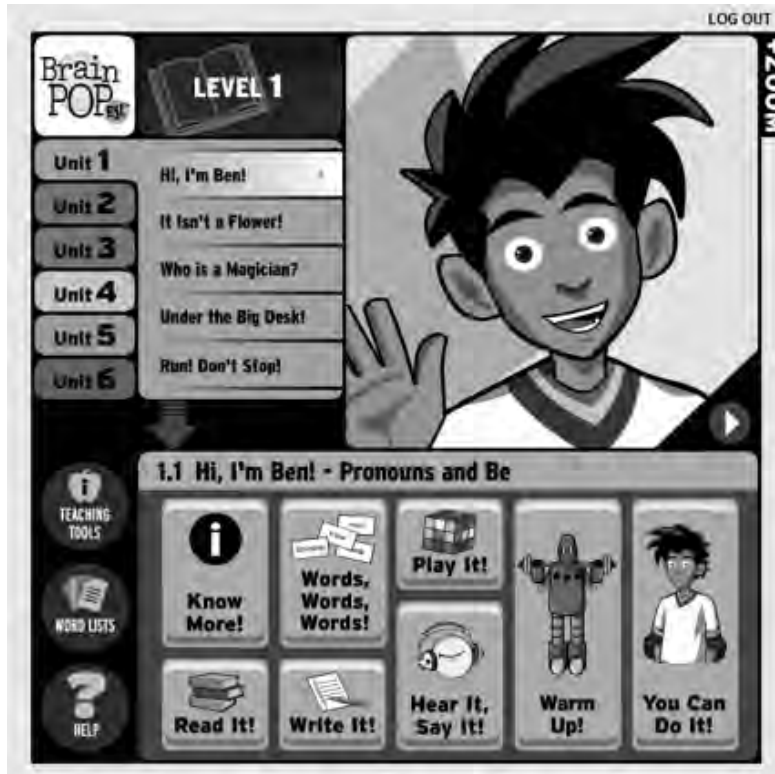 LOG OUT
Brain
POP ESL
LEVEL 1
+ZOOM
Unit 1
Unit 2
Unit 3
Unit 4
Unit 5
Unit 6
Hi, I'm Ben!
It Isn't a Flower!
Who is a Magician?
Under the Big Desk!
Run! Don't Stop!
1.1 Hi, I'm Ben! - Pronouns and Be
i
TEACHING
TOOLS
WORD LISTS
?
HELP
i
Know
More!
Words,
Words,
Words!
Play It!
Read It!
Write It!
Hear It,
Say It!
Warm
Up!
You Can
Do It!